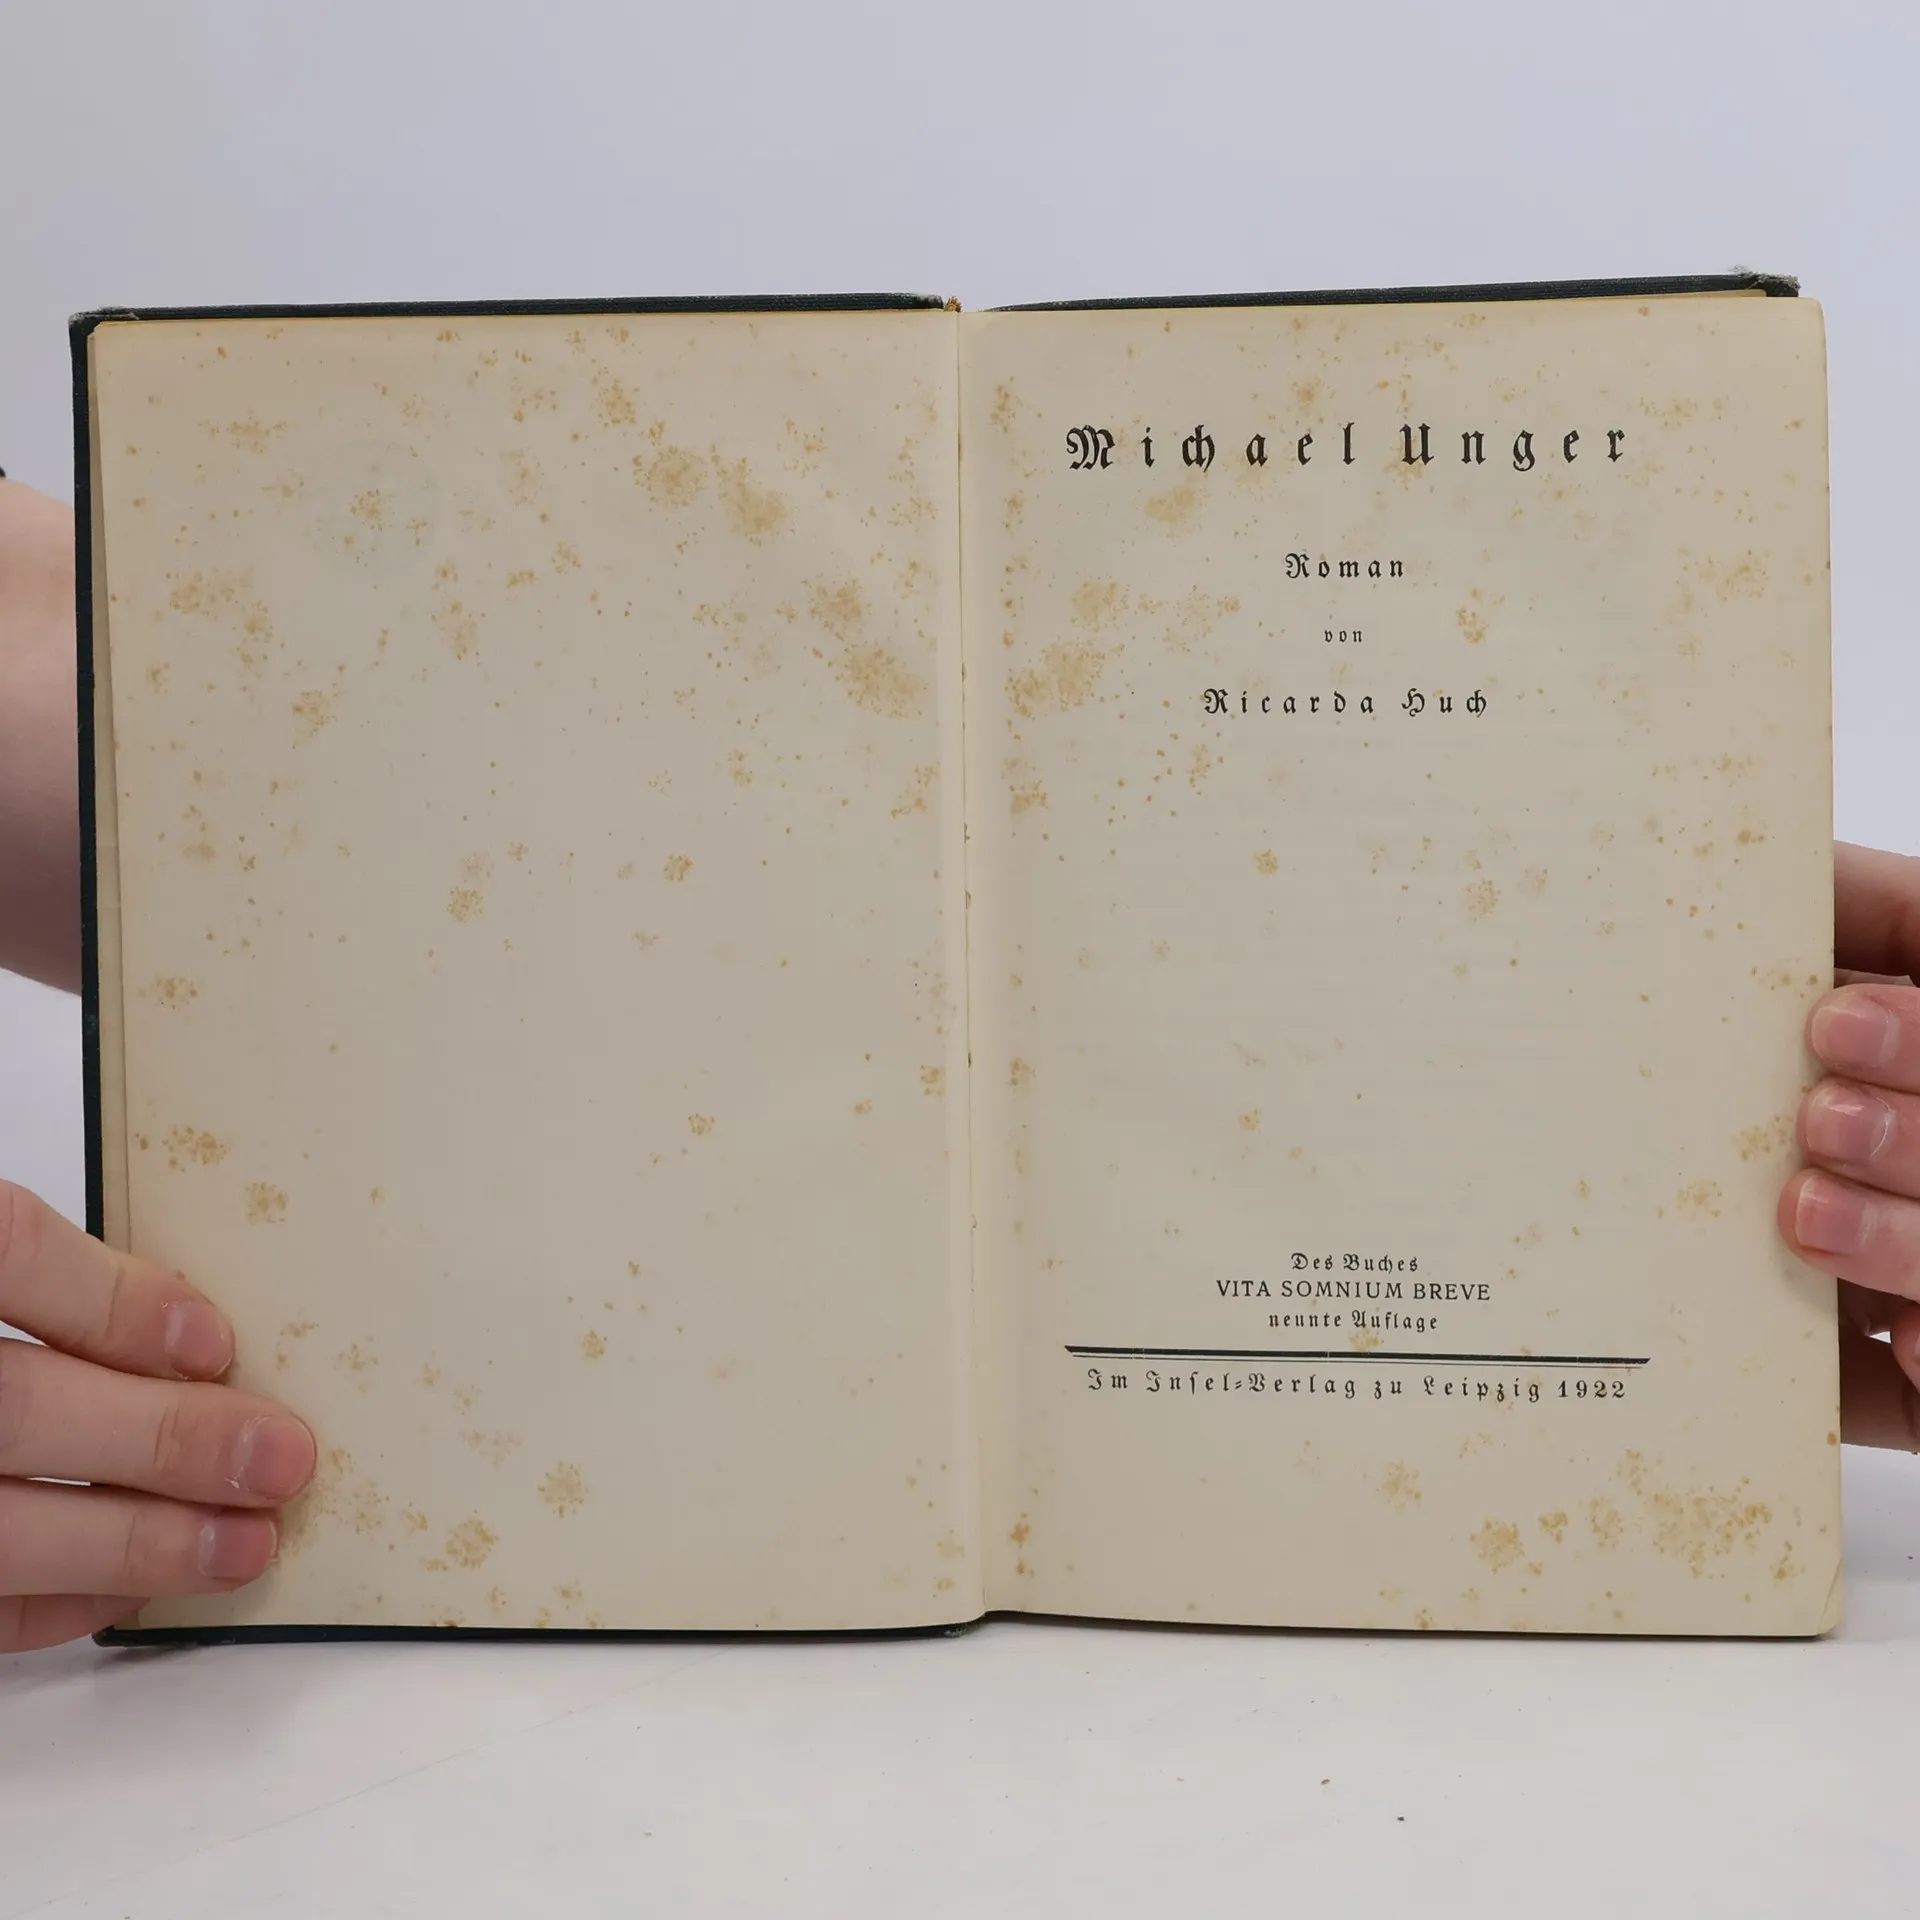 Michael Unger
Roman
von
Ricarda Huch
Des Buches
VITA SOMNIUM BREVE
neunte Auflage
Im Inſel-Verlag zu Leipzig 1922